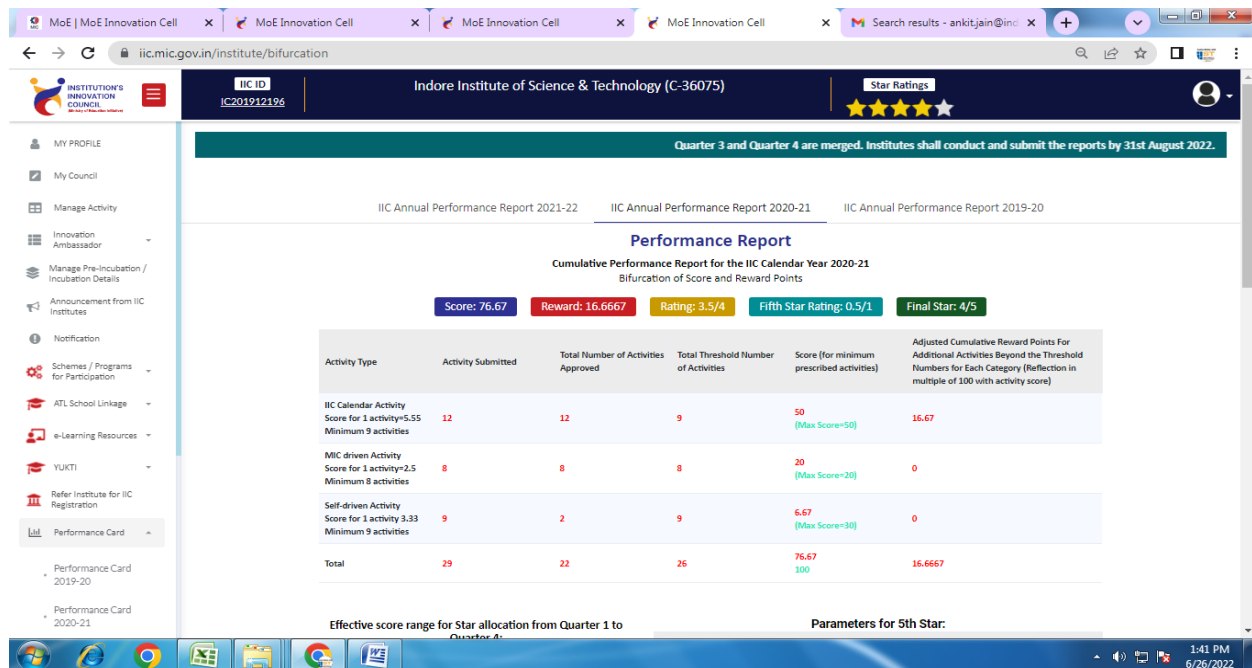 MoE | MoE Innovation Cell
MoE Innovation Cell
MoE Innovation Cell
MoE Innovation Cell
Search results - ankit.jain@ind
iic.mic.gov.in/institute/bifurcation
INSTITUTION'S
INNOVATION
COUNCIL
(Ministry of Education Initiative)
IIC ID
IC201912196
Indore Institute of Science & Technology (C-36075)
Star Ratings
Quarter 3 and Quarter 4 are merged. Institutes shall conduct and submit the reports by 31st August 2022.
MY PROFILE
My Council
Manage Activity
Innovation
Ambassador
Manage Pre-Incubation /
Incubation Details
Announcement from IIC
Institutes
Notification
Schemes / Programs
for Participation
ATL School Linkage
e-Learning Resources
YUKTI
Refer Institute for IIC
Registration
Performance Card
Performance Card
2019-20
Performance Card
2020-21
IIC Annual Performance Report 2021-22 IIC Annual Performance Report 2020-21 IIC Annual Performance Report 2019-20
Performance Report
Cumulative Performance Report for the IIC Calendar Year 2020-21
Bifurcation of Score and Reward Points
Score: 76.67 Reward: 16.6667 Rating: 3.5/4 Fifth Star Rating: 0.5/1 Final Star: 4/5
Activity Type
Activity Submitted
Total Number of Activities
Approved
Total Threshold Number
of Activities
Score (for minimum
prescribed activities)
Adjusted Cumulative Reward Points For
Additional Activities Beyond the Threshold
Numbers for Each Category (Reflection in
multiple of 100 with activity score)
IIC Calendar Activity
Score for 1 activity=5.55
Minimum 9 activities
12
12
9
50
(Max Score=50)
16.67
MIC driven Activity
Score for 1 activity=2.5
Minimum 8 activities
8
8
8
20
(Max Score=20)
0
Self-driven Activity
Score for 1 activity 3.33
Minimum 9 activities
9
2
9
6.67
(Max Score=30)
0
Total
29
22
26
76.67
100
16.6667
Effective score range for Star allocation from Quarter 1 to
Quarter 4:
Parameters for 5th Star:
1:41 PM
6/26/2022